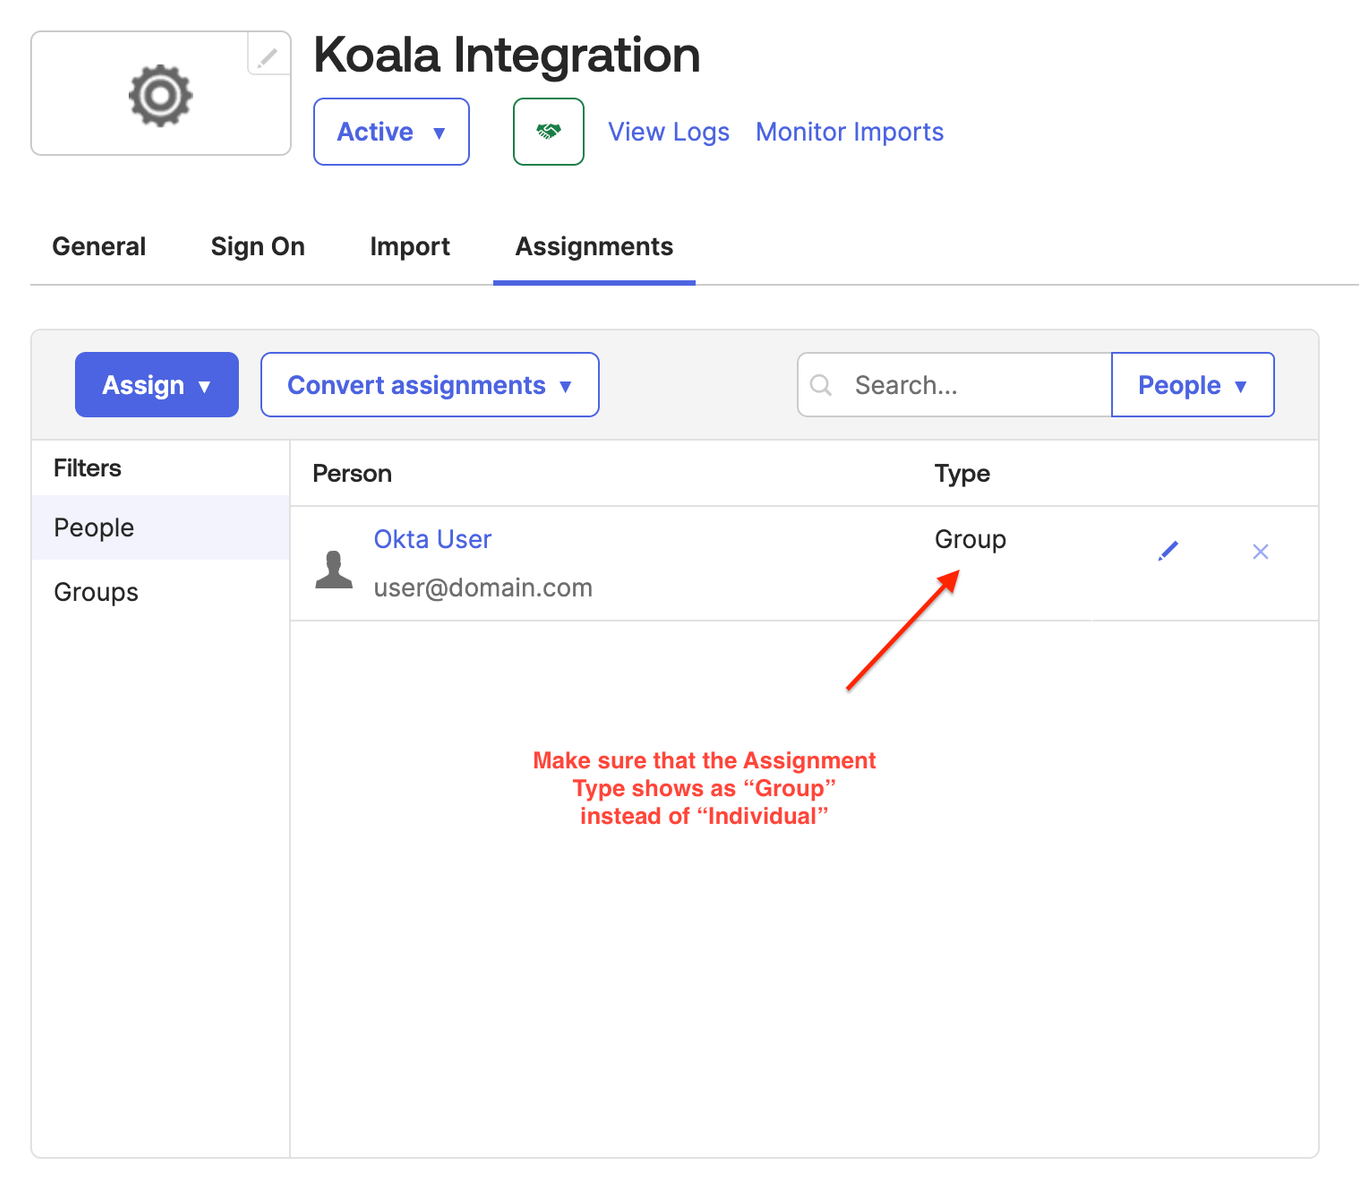 Koala Integration
Active ▼
View Logs
Monitor Imports
General
Sign On
Import
Assignments
Assign ▼
Convert assignments ▼
Search...
People ▼
Filters
Person
Type
People
Okta User
Group
user@domain.com
Groups
Make sure that the Assignment
Type shows as “Group”
instead of “Individual”